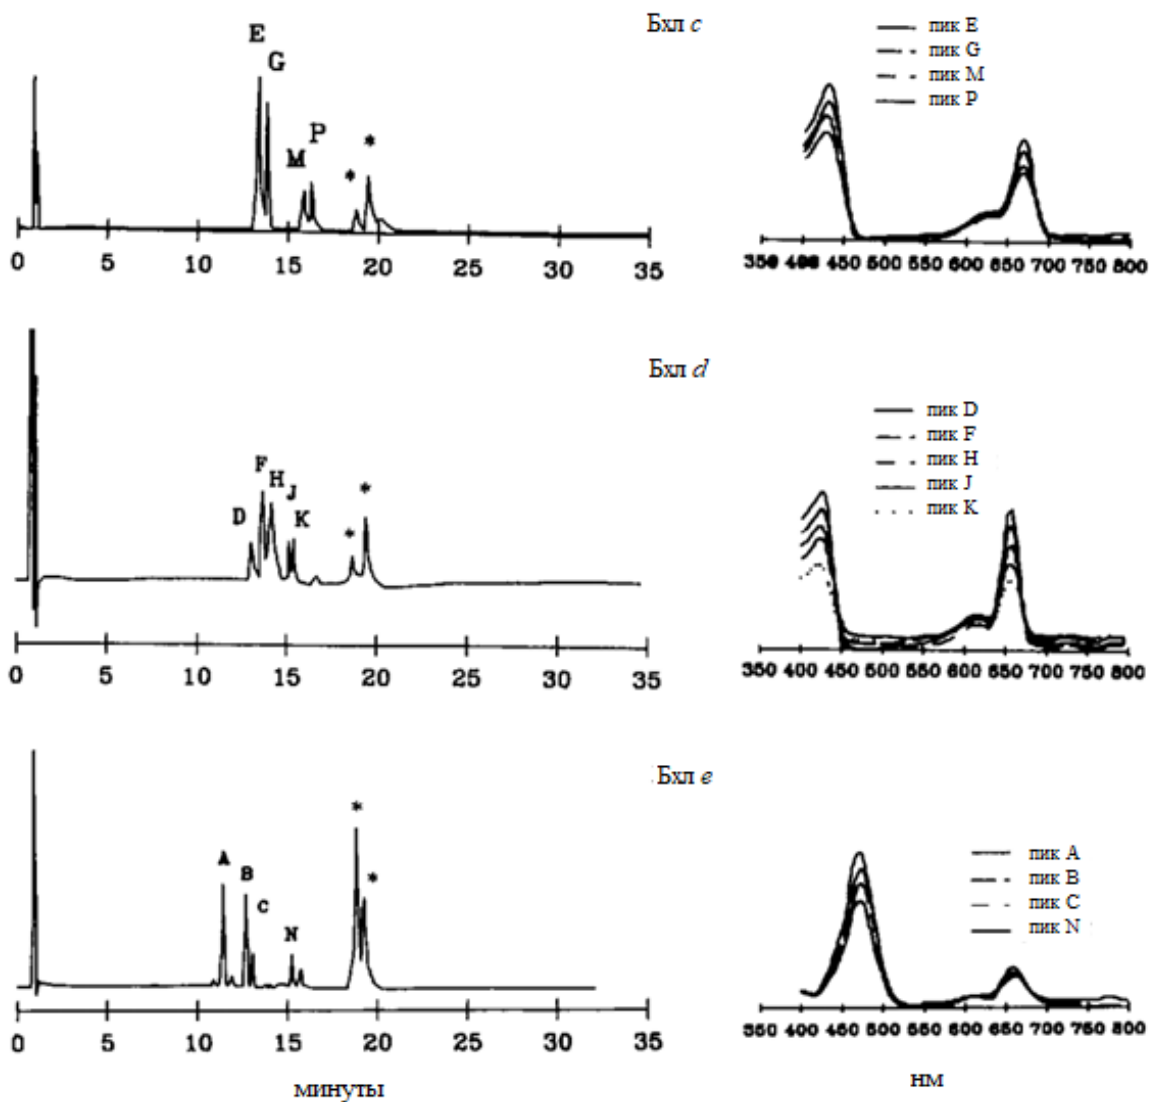 Бхл c
E
G
M
P
*
*
0 5 10 15 20 25 30 35
пик E
пик G
пик M
пик P
350 400 450 500 550 600 650 700 750 800
Бхл d
D
F
H
J
K
*
*
0 5 10 15 20 25 30 35
пик D
пик F
пик H
пик J
пик K
350 400 450 500 550 600 650 700 750 800
Бхл e
A
B
C
N
*
*
0 5 10 15 20 25 30 35
минуты
пик A
пик B
пик C
пик N
350 400 450 500 550 600 650 700 750 800
нм